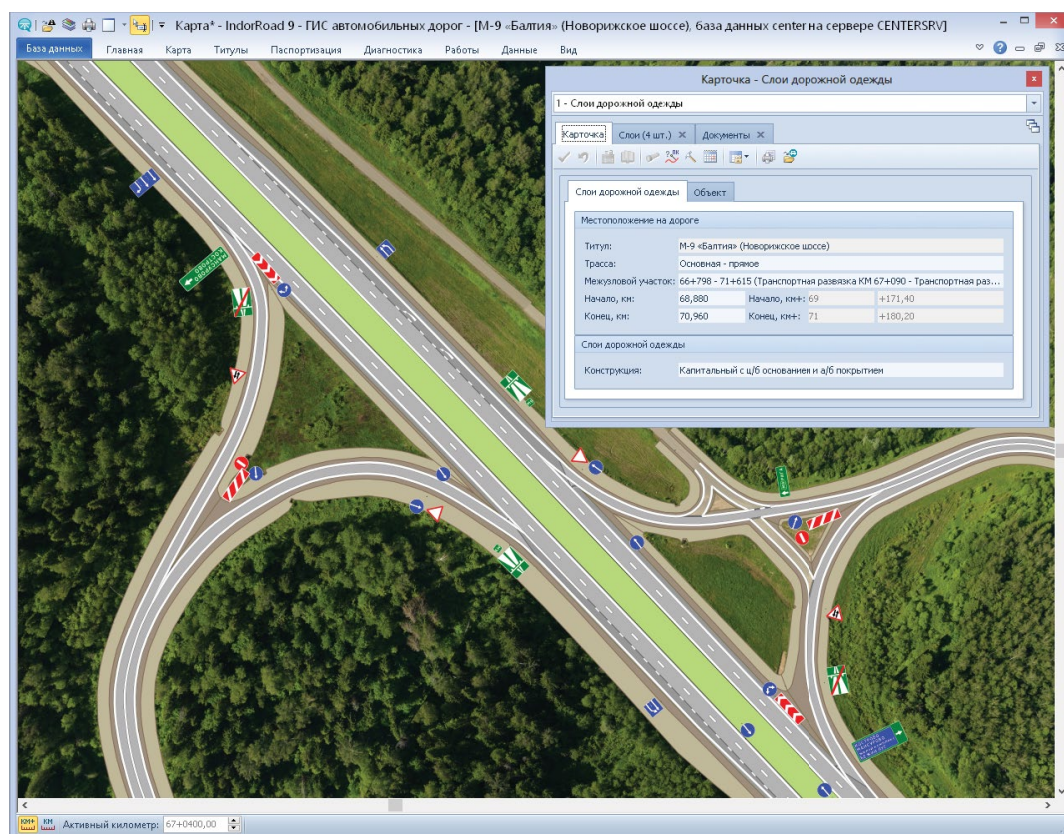 Карта* - IndorRoad 9 - ГИС автомобильных дорог - [М-9 «Балтия» (Новорижское шоссе), база данных center на сервере CENTERSRV]
База данных Главная Карта Титулы Паспортизация Диагностика Работы Данные Вид
Карточка - Слои дорожной одежды
1 - Слои дорожной одежды
Карточка Слои (4 шт.) Документы
Слои дорожной одежды Объект
Местоположение на дороге
Титул: М-9 «Балтия» (Новорижское шоссе)
Трасса: Основная - прямое
Межузловой участок: 66+798 - 71+615 (Транспортная развязка КМ 67+090 - Транспортная раз...
Начало, км: 68,880 Начало, км+: 69 +171,40
Конец, км: 70,960 Конец, км+: 71 +180,20
Слои дорожной одежды
Конструкция: Капитальный с ц/б основанием и а/б покрытием
МАНСУРОВО
КОСТРОВО
КМ+ КМ Активный километр: 67+0400,00